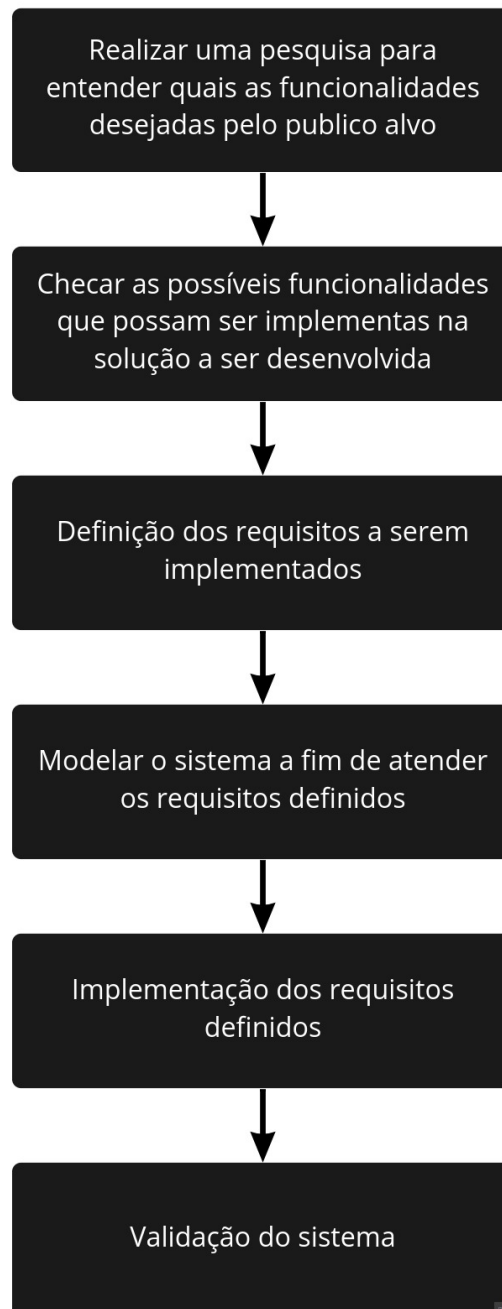 Realizar uma pesquisa para
entender quais as funcionalidades
desejadas pelo publico alvo
Checar as possíveis funcionalidades
que possam ser implementas na
solução a ser desenvolvida
Definição dos requisitos a serem
implementados
Modelar o sistema a fim de atender
os requisitos definidos
Implementação dos requisitos
definidos
Validação do sistema